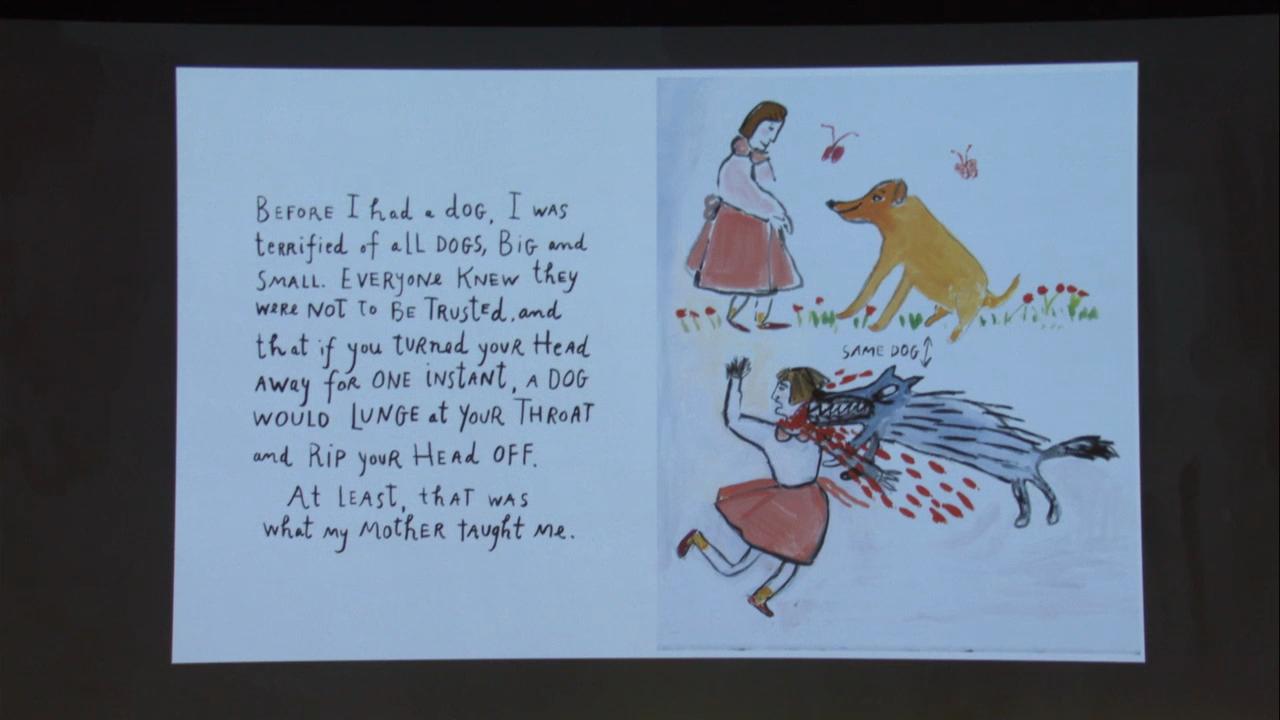 BEFORE I had a dOG, I WAS
tERRified of aLL DOGS, BiG and
SMALL. EVERYONE KNEW they
weRe NOT to BE TRUStEd, and
that if you tURNEd youR HEAd
AWAY foR ONE iNSTANT, A DOG
WOULD LUNGE at YOUR THROAT
and RiP youR HEAd OFF.
At LEASt, thAt WAS
what my MOtHER tAUght ME.
SAME DOG